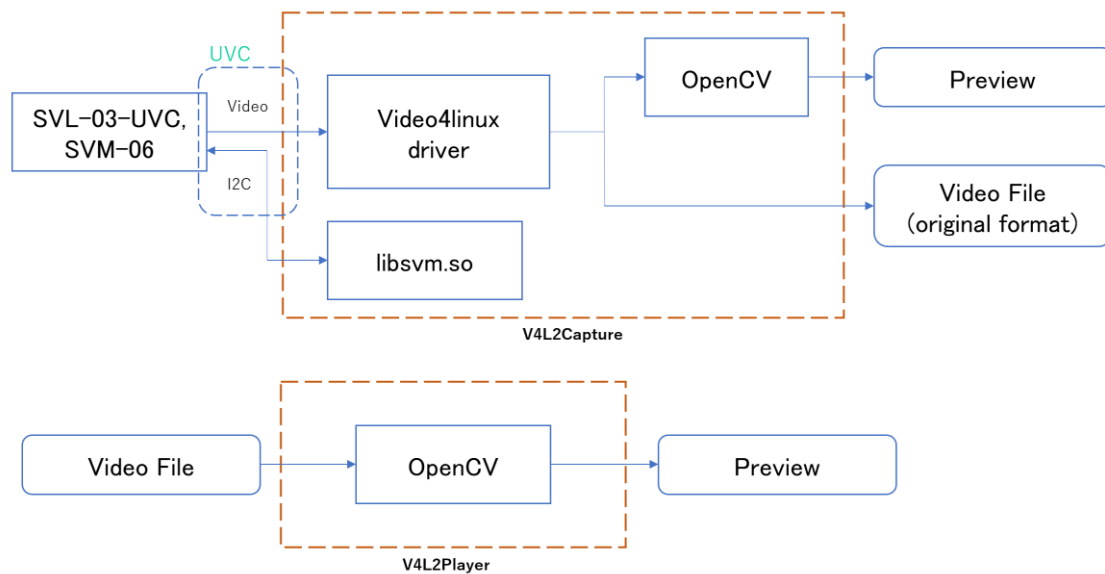 UVC
Video
I2C
SVL-03-UVC,
SVM-06
Video4linux
driver
libsvm.so
OpenCV
Preview
Video File
(original format)
V4L2Capture
Video File
OpenCV
Preview
V4L2Player